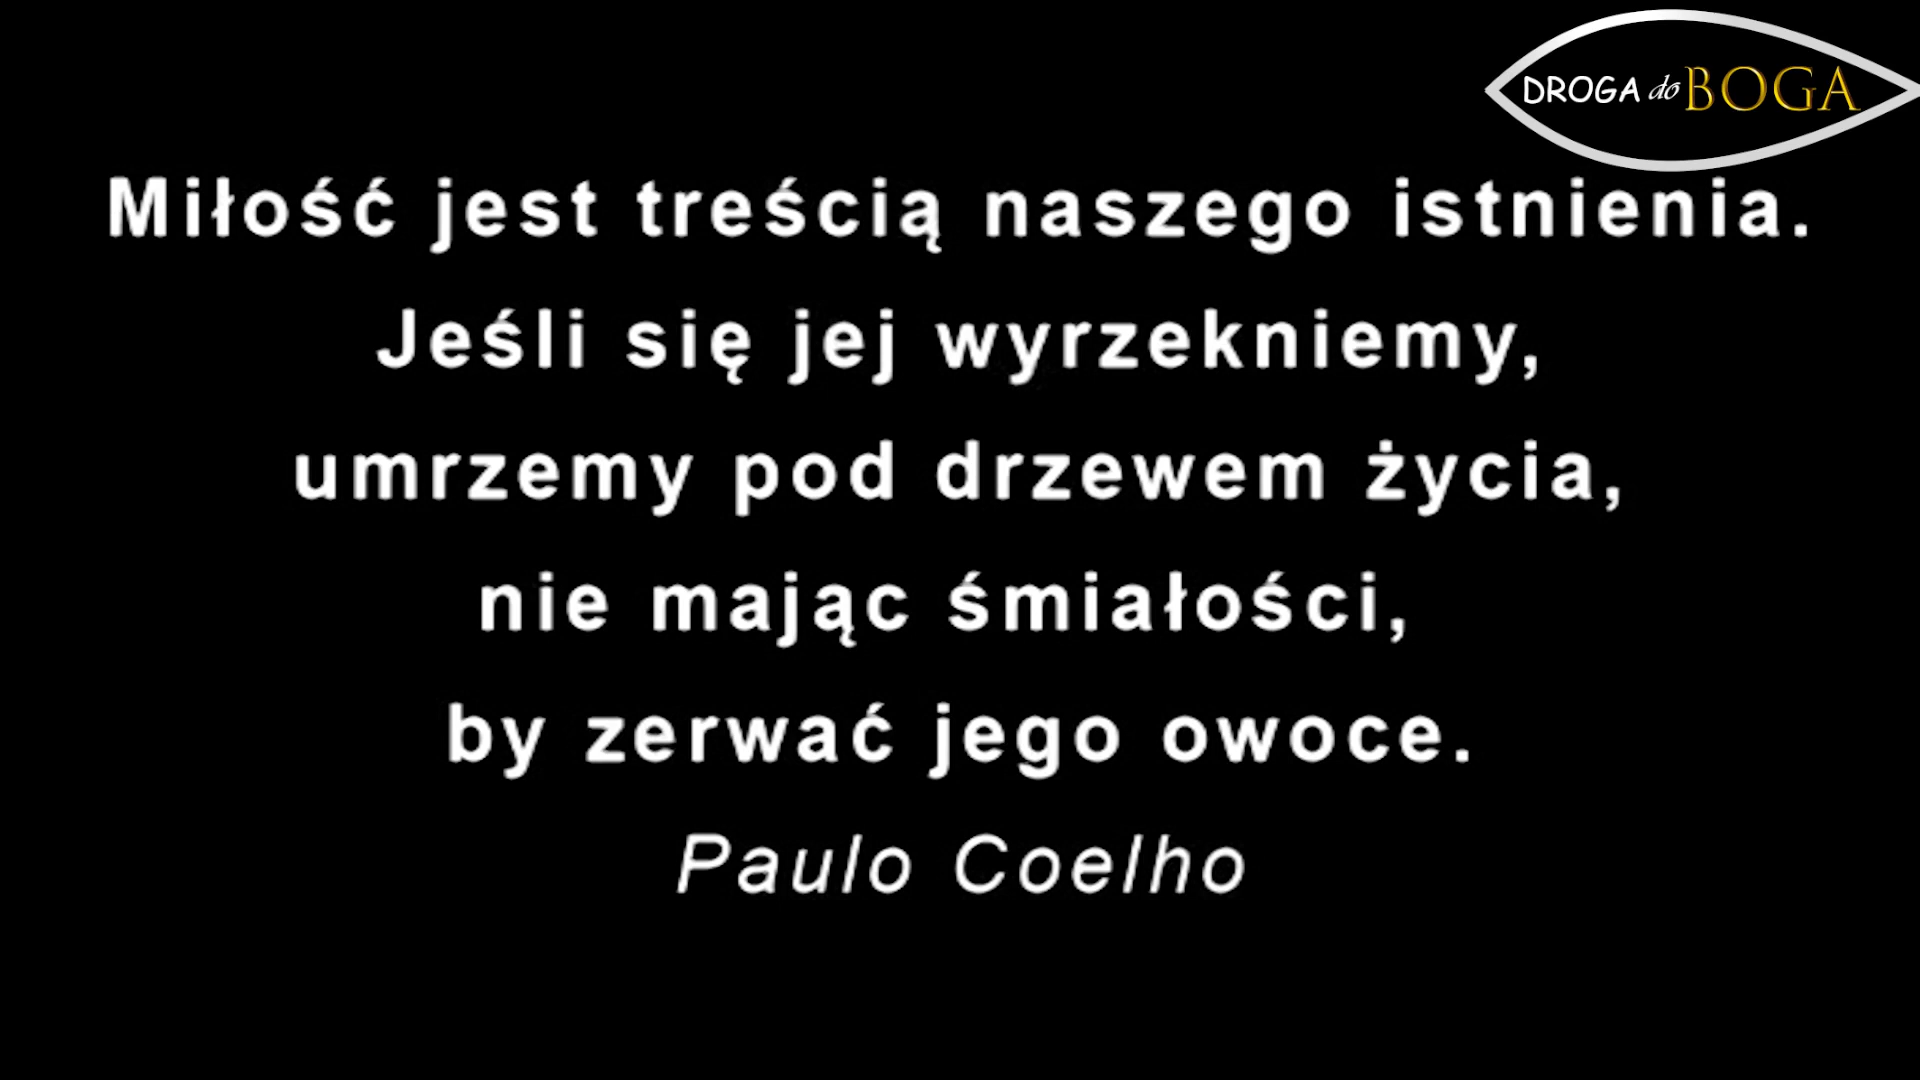 DROGA do BOGA
Miłość jest treścią naszego istnienia.
Jeśli się jej wyrzekniemy,
umrzemy pod drzewem życia,
nie mając śmiałości,
by zerwać jego owoce.
Paulo Coelho